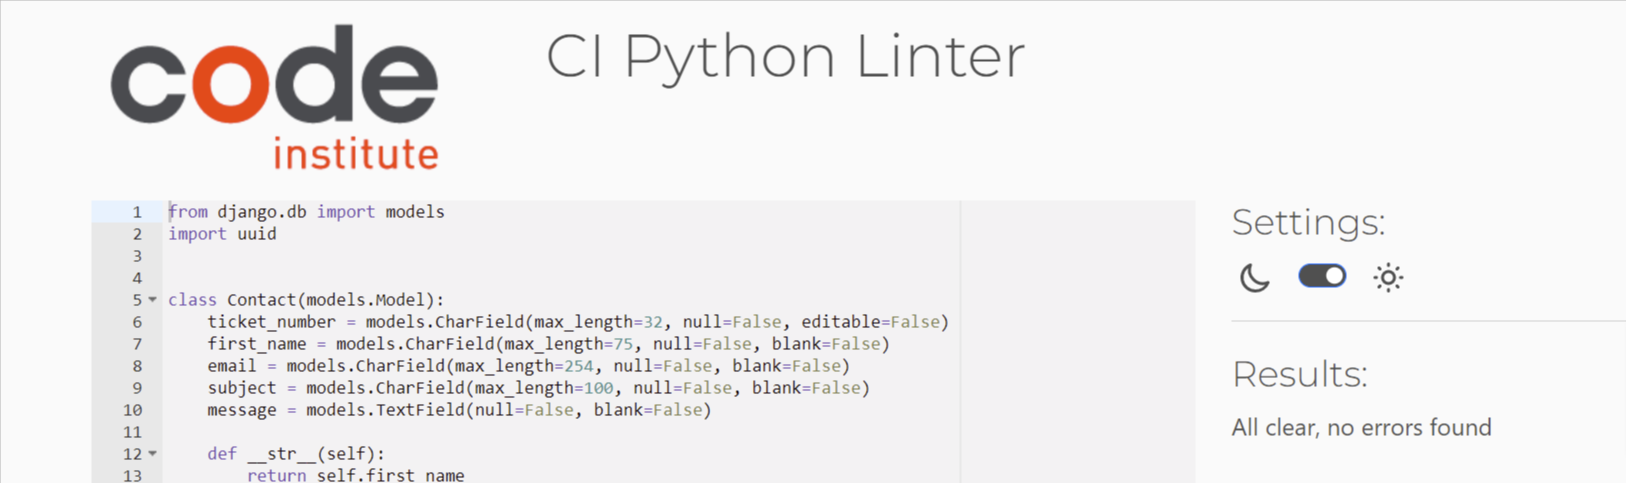 code
institute
CI Python Linter
1 from django.db import models
2 import uuid
3
4
5 class Contact(models.Model):
6 ticket_number = models.CharField(max_length=32, null=False, editable=False)
7 first_name = models.CharField(max_length=75, null=False, blank=False)
8 email = models.CharField(max_length=254, null=False, blank=False)
9 subject = models.CharField(max_length=100, null=False, blank=False)
10 message = models.TextField(null=False, blank=False)
11
12 def __str__(self):
13 return self.first_name
Settings:
Results:
All clear, no errors found